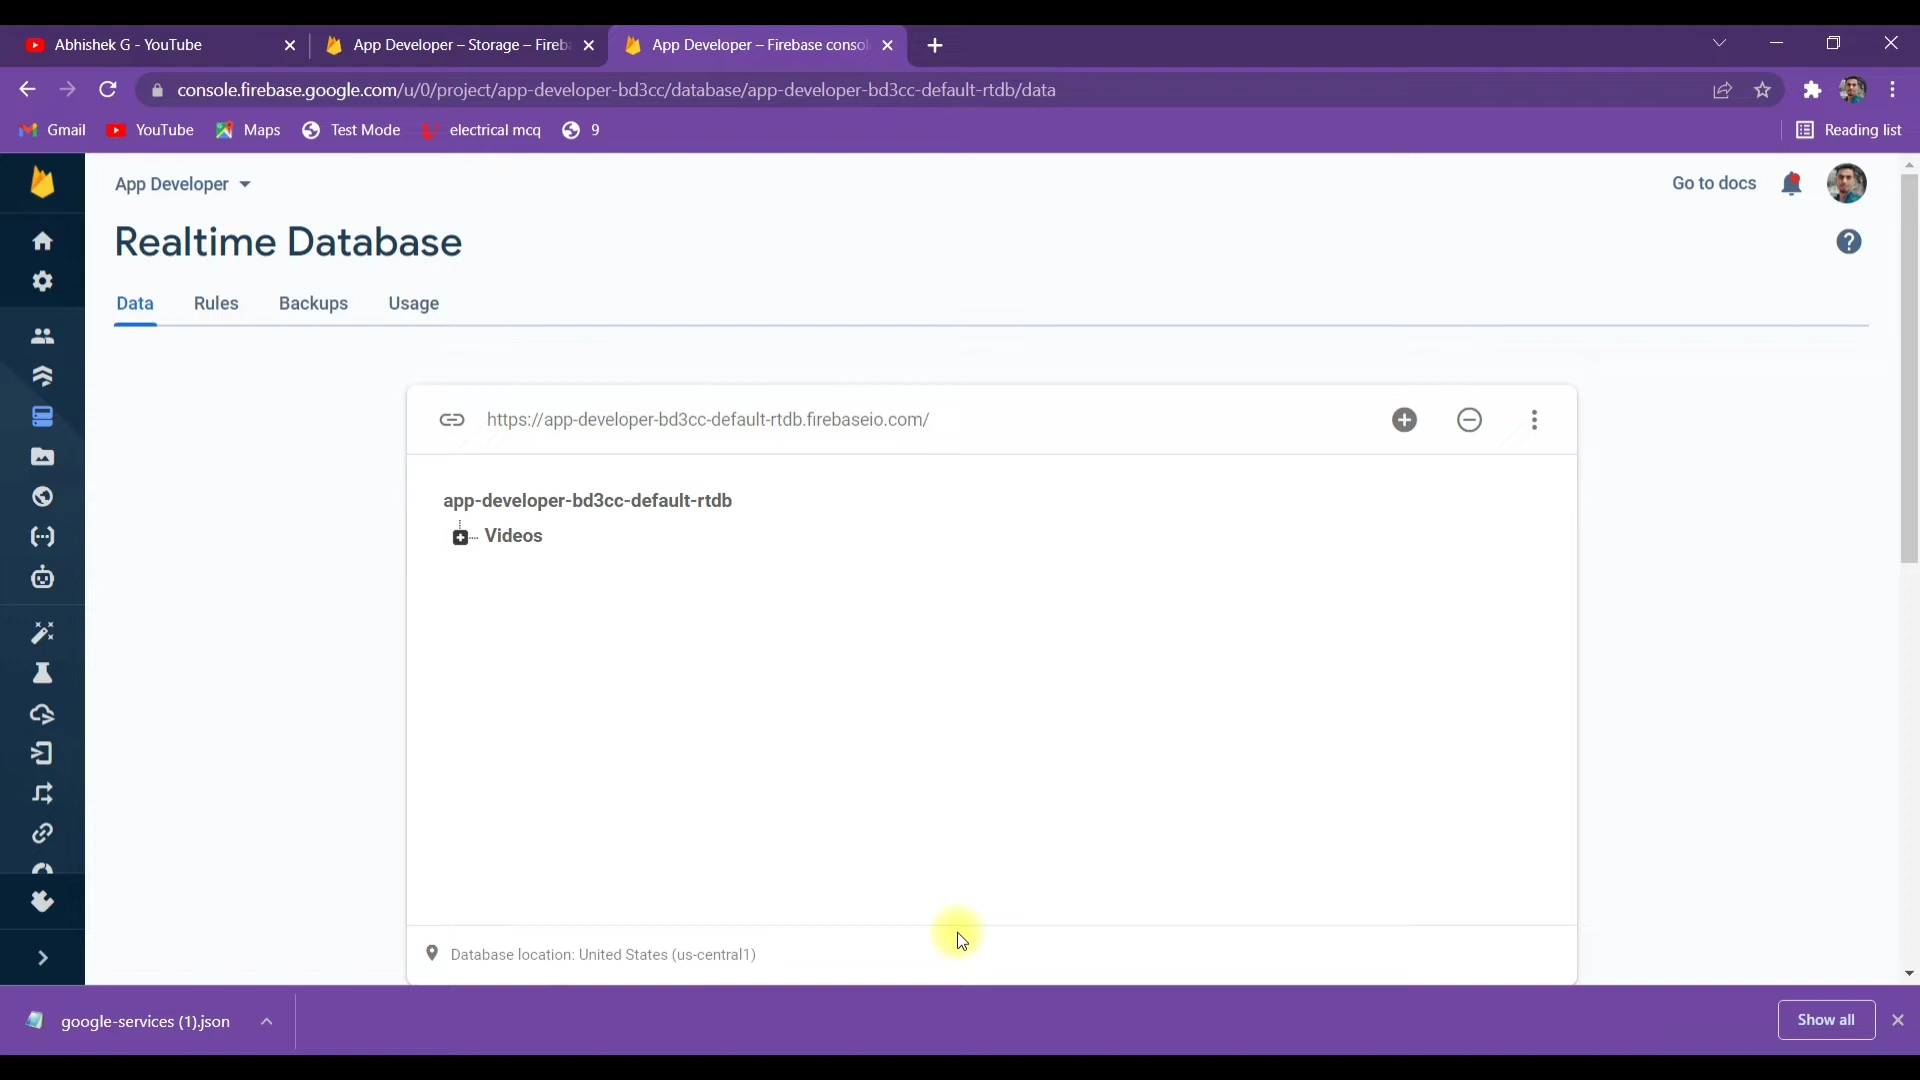 Abhishek G - YouTube
App Developer – Storage – Fireb
App Developer – Firebase consol
console.firebase.google.com/u/0/project/app-developer-bd3cc/database/app-developer-bd3cc-default-rtdb/data
Gmail
YouTube
Maps
Test Mode
electrical mcq
9
Reading list
App Developer
Go to docs
Realtime Database
?
Data
Rules
Backups
Usage
https://app-developer-bd3cc-default-rtdb.firebaseio.com/
app-developer-bd3cc-default-rtdb
Videos
Database location: United States (us-central1)
google-services (1).json
Show all